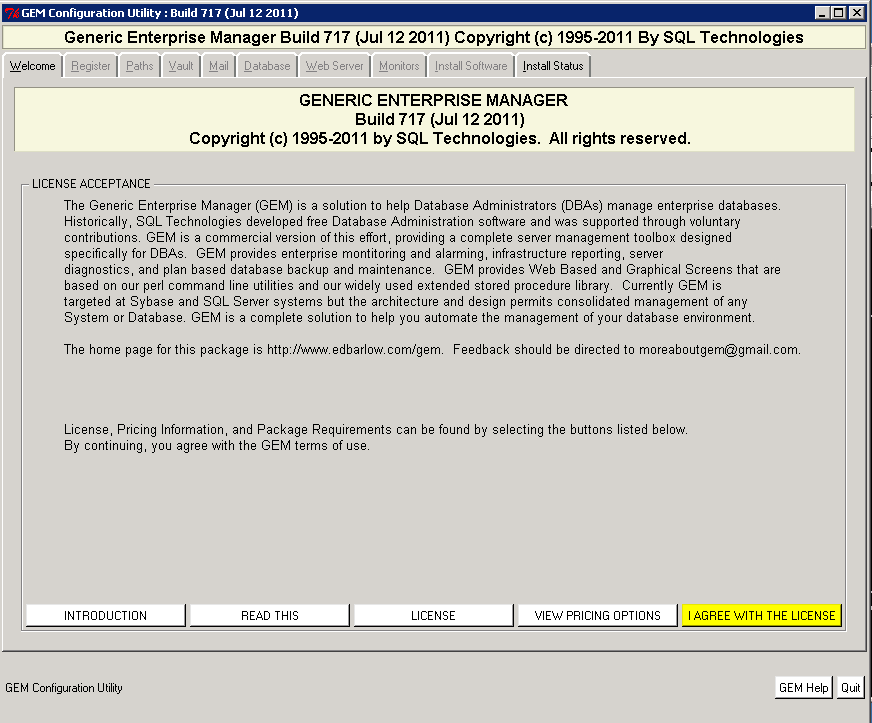 GEM Configuration Utility : Build 717 (Jul 12 2011)
Generic Enterprise Manager Build 717 (Jul 12 2011) Copyright (c) 1995-2011 By SQL Technologies
Welcome Register Paths Vault Mail Database Web Server Monitors Install Software Install Status
GENERIC ENTERPRISE MANAGER
Build 717 (Jul 12 2011)
Copyright (c) 1995-2011 by SQL Technologies. All rights reserved.
LICENSE ACCEPTANCE
The Generic Enterprise Manager (GEM) is a solution to help Database Administrators (DBAs) manage enterprise databases.
Historically, SQL Technologies developed free Database Administration software and was supported through voluntary
contributions. GEM is a commercial version of this effort, providing a complete server management toolbox designed
specifically for DBAs. GEM provides enterprise montitoring and alarming, infrastructure reporting, server
diagnostics, and plan based database backup and maintenance. GEM provides Web Based and Graphical Screens that are
based on our perl command line utilities and our widely used extended stored procedure library. Currently GEM is
targeted at Sybase and SQL Server systems but the architecture and design permits consolidated management of any
System or Database. GEM is a complete solution to help you automate the management of your database environment.
The home page for this package is http://www.edbarlow.com/gem. Feedback should be directed to moreaboutgem@gmail.com.
License, Pricing Information, and Package Requirements can be found by selecting the buttons listed below.
By continuing, you agree with the GEM terms of use.
INTRODUCTION READ THIS LICENSE VIEW PRICING OPTIONS I AGREE WITH THE LICENSE
GEM Configuration Utility GEM Help Quit